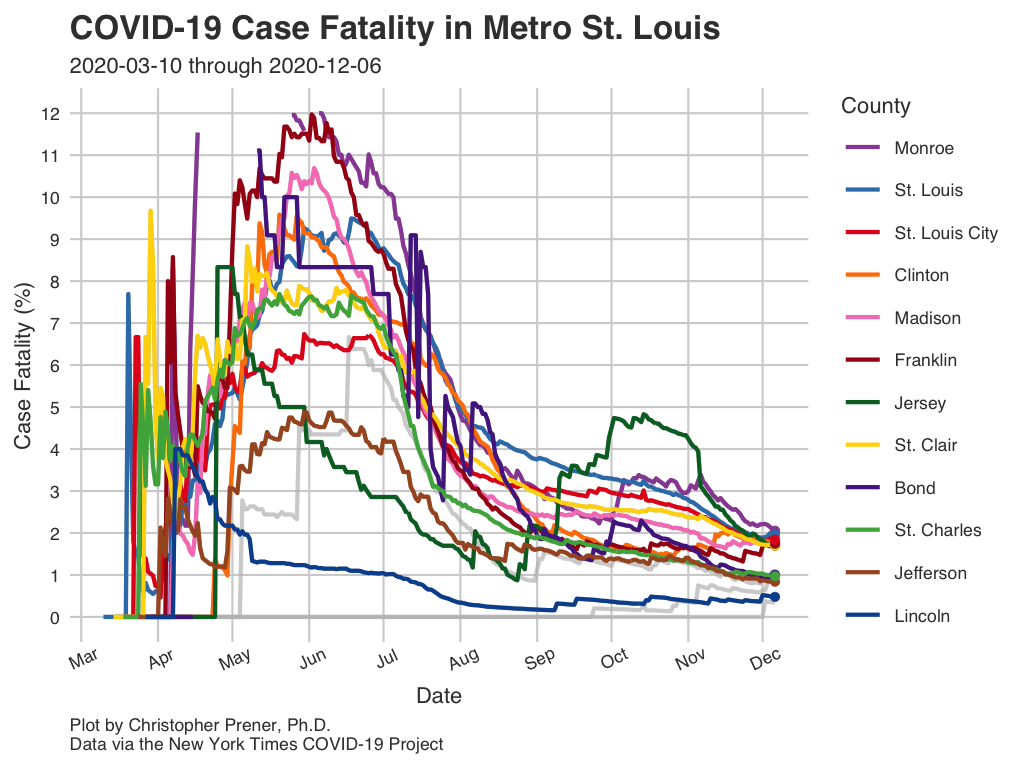 COVID-19 Case Fatality in Metro St. Louis
2020-03-10 through 2020-12-06
Case Fatality (%)
12
11
10
9
8
7
6
5
4
3
2
1
0
Mar
Apr
May
Jun
Jul
Aug
Sep
Oct
Nov
Dec
Date
County
Monroe
St. Louis
St. Louis City
Clinton
Madison
Franklin
Jersey
St. Clair
Bond
St. Charles
Jefferson
Lincoln
Plot by Christopher Prener, Ph.D.
Data via the New York Times COVID-19 Project